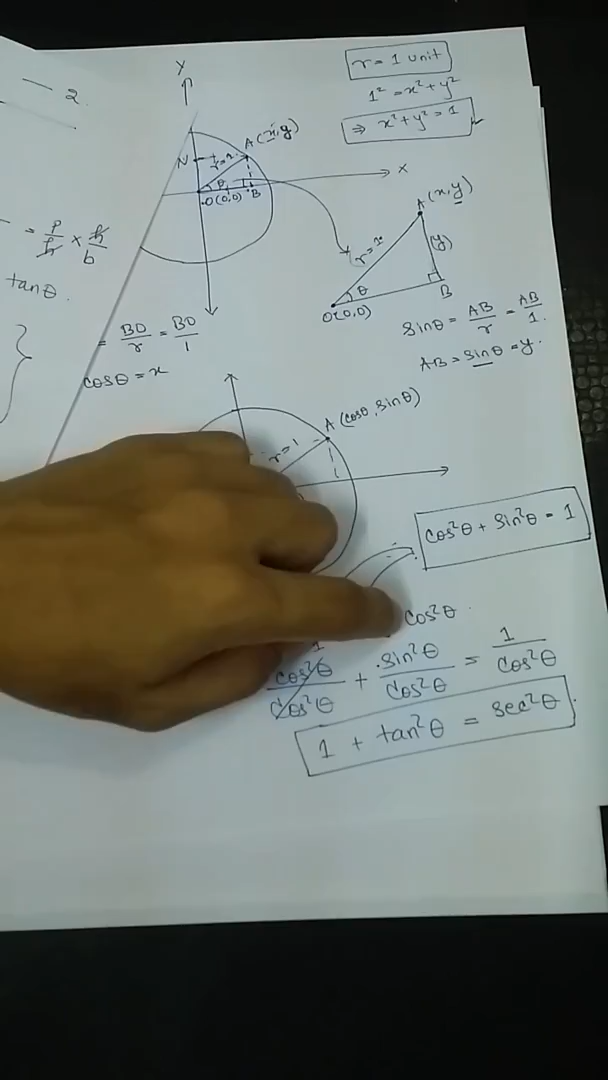 — 2
= p/h × h/b
tanθ.
Y
r = 1 unit
1² = x² + y²
⇒ x² + y² = 1
N
A (x, y)
θ
X
O (0,0)
B
= BO/r = BO/1
cosθ = x
A (x, y)
(y)
θ
B
O(0,0)
sinθ = AB/r = AB/1.
AB = sinθ = y.
A (cosθ, sinθ)
r = 1
cos²θ + sin²θ = 1
cos²θ.
1
cos²θ/cos²θ + sin²θ/cos²θ = 1/cos²θ
1 + tan²θ = sec²θ.